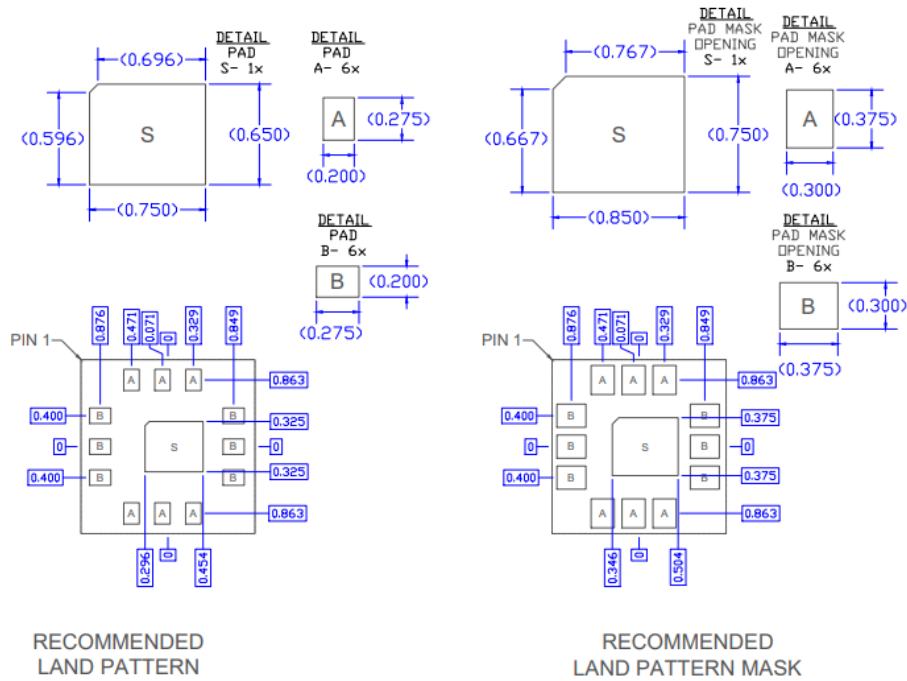 DETAIL
PAD
S- 1x
(0.696)
(0.596)
S
(0.650)
(0.750)
DETAIL
PAD
A- 6x
A
(0.275)
(0.200)
DETAIL
PAD
B- 6x
B
(0.200)
(0.275)
DETAIL
PAD MASK
OPENING
S- 1x
(0.767)
(0.667)
S
(0.750)
(0.850)
DETAIL
PAD MASK
OPENING
A- 6x
A
(0.375)
(0.300)
DETAIL
PAD MASK
OPENING
B- 6x
B
(0.300)
(0.375)
PIN 1
0.876
0.471
0.071
0
0.329
0.849
A A A
0.863
0.400
B
B
0.325
0
B
S
B
0
0.400
B
B
0.325
A A A
0.863
0.296
0
0.454
RECOMMENDED
LAND PATTERN
PIN 1
0.876
0.471
0.071
0
0.329
0.849
A A A
0.863
0.400
B
B
0.375
0
B
S
B
0
0.400
B
B
0.375
A A A
0.863
0.346
0
0.504
RECOMMENDED
LAND PATTERN MASK